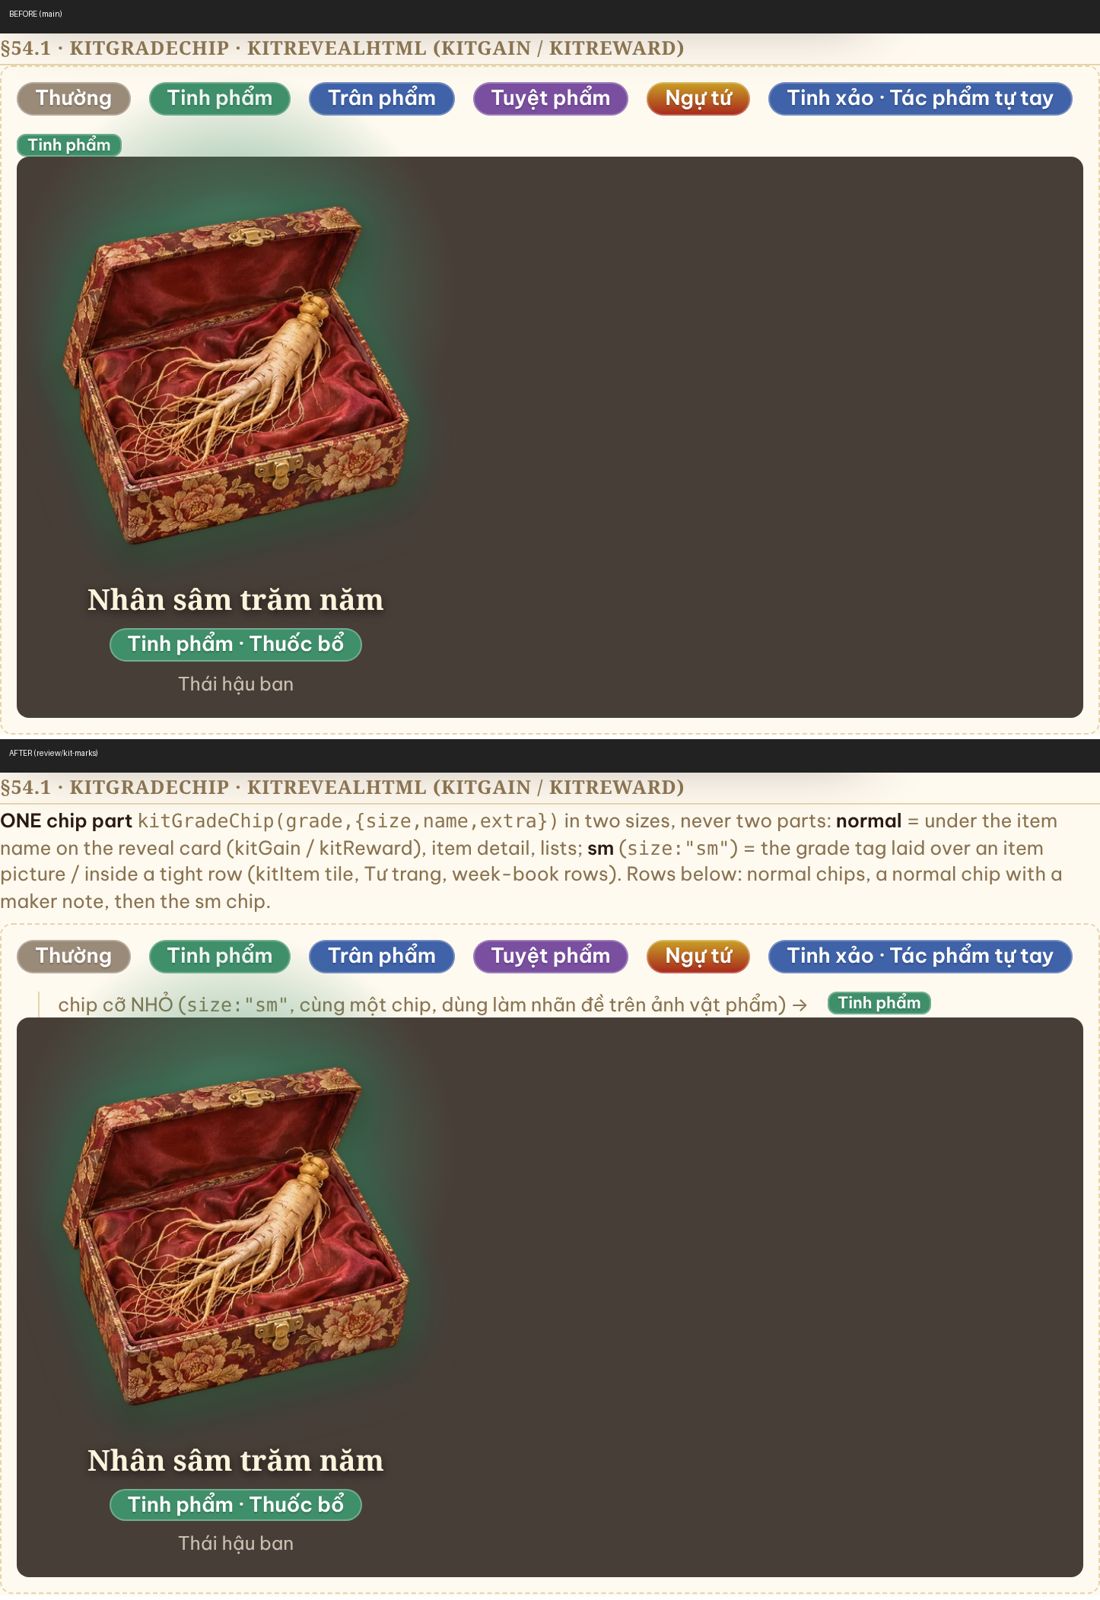 BEFORE (main)
§54.1 · KITGRADECHIP · KITREVEALHTML (KITGAIN / KITREWARD)
Thường Tinh phẩm Trân phẩm Tuyệt phẩm Ngự tứ Tinh xảo · Tác phẩm tự tay
Tinh phẩm
Nhân sâm trăm năm
Tinh phẩm · Thuốc bổ
Thái hậu ban
AFTER (review/kit-marks)
§54.1 · KITGRADECHIP · KITREVEALHTML (KITGAIN / KITREWARD)
ONE chip part kitGradeChip(grade,{size,name,extra}) in two sizes, never two parts: normal = under the item
name on the reveal card (kitGain / kitReward), item detail, lists; sm (size:"sm") = the grade tag laid over an item
picture / inside a tight row (kitItem tile, Tư trang, week-book rows). Rows below: normal chips, a normal chip with a
maker note, then the sm chip.
Thường Tinh phẩm Trân phẩm Tuyệt phẩm Ngự tứ Tinh xảo · Tác phẩm tự tay
chip cỡ NHỎ (size:"sm", cùng một chip, dùng làm nhãn đề trên ảnh vật phẩm) → Tinh phẩm
Nhân sâm trăm năm
Tinh phẩm · Thuốc bổ
Thái hậu ban